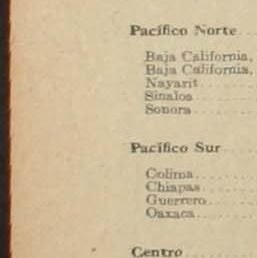 Pacífico Norte...
Baja California,
Baja California,
Nayarit........
Sinaloa........
Sonora........
Pacífico Sur.....
Colima........
Chiapas........
Guerrero........
Oaxaca........
Centro........